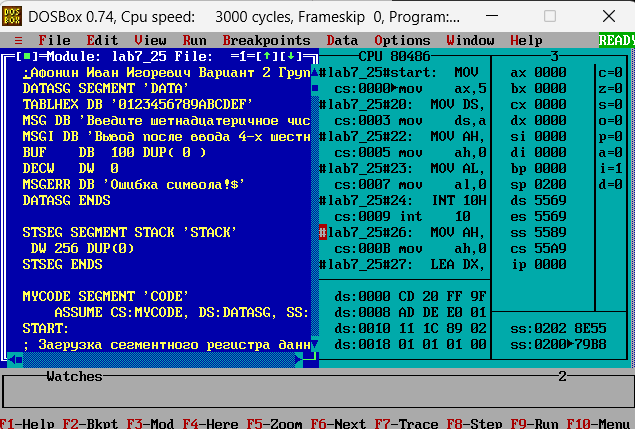 DOSBox 0.74, Cpu speed: 3000 cycles, Frameskip 0, Program:...
≡ File Edit View Run Breakpoints Data Options Window Help READY
[■]=Module: lab7_25 File: =1=[↑][↓]
;Афонин Иван Игоревич Вариант 2 Груп
DATASG SEGMENT 'DATA'
TABLHEX DB '0123456789ABCDEF'
MSG DB 'Введите шетнадцатеричное чис
MSGI DB 'Вывод после ввода 4-х шестн
BUF DB 100 DUP( 0 )
DECW DW 0
MSGERR DB 'Ошибка символа!$'
DATASG ENDS
STSEG SEGMENT STACK 'STACK'
DW 256 DUP(0)
STSEG ENDS
MYCODE SEGMENT 'CODE'
ASSUME CS:MYCODE, DS:DATASG, SS:
START:
; Загрузка сегментного регистра данн
CPU 80486 3
#lab7_25#start: MOV
cs:0000►mov ax,5
#lab7_25#20: MOV DS,
cs:0003 mov ds,a
#lab7_25#22: MOV AH,
cs:0005 mov ah,0
#lab7_25#23: MOV AL,
cs:0007 mov al,0
#lab7_25#24: INT 10H
cs:0009 int 10
#lab7_25#26: MOV AH,
cs:000B mov ah,0
#lab7_25#27: LEA DX,
ax 0000 c=0
bx 0000 z=0
cx 0000 s=0
dx 0000 o=0
si 0000 p=0
di 0000 a=0
bp 0000 i=1
sp 0200 d=0
ds 5569
es 5569
ss 5589
cs 55A9
ip 0000
ds:0000 CD 20 FF 9F
ds:0008 AD DE E0 01
ds:0010 11 1C 89 02
ds:0018 01 01 01 00
ss:0202 8E55
ss:0200►79B8
Watches 2
F1-Help F2-Bkpt F3-Mod F4-Here F5-Zoom F6-Next F7-Trace F8-Step F9-Run F10-Menu